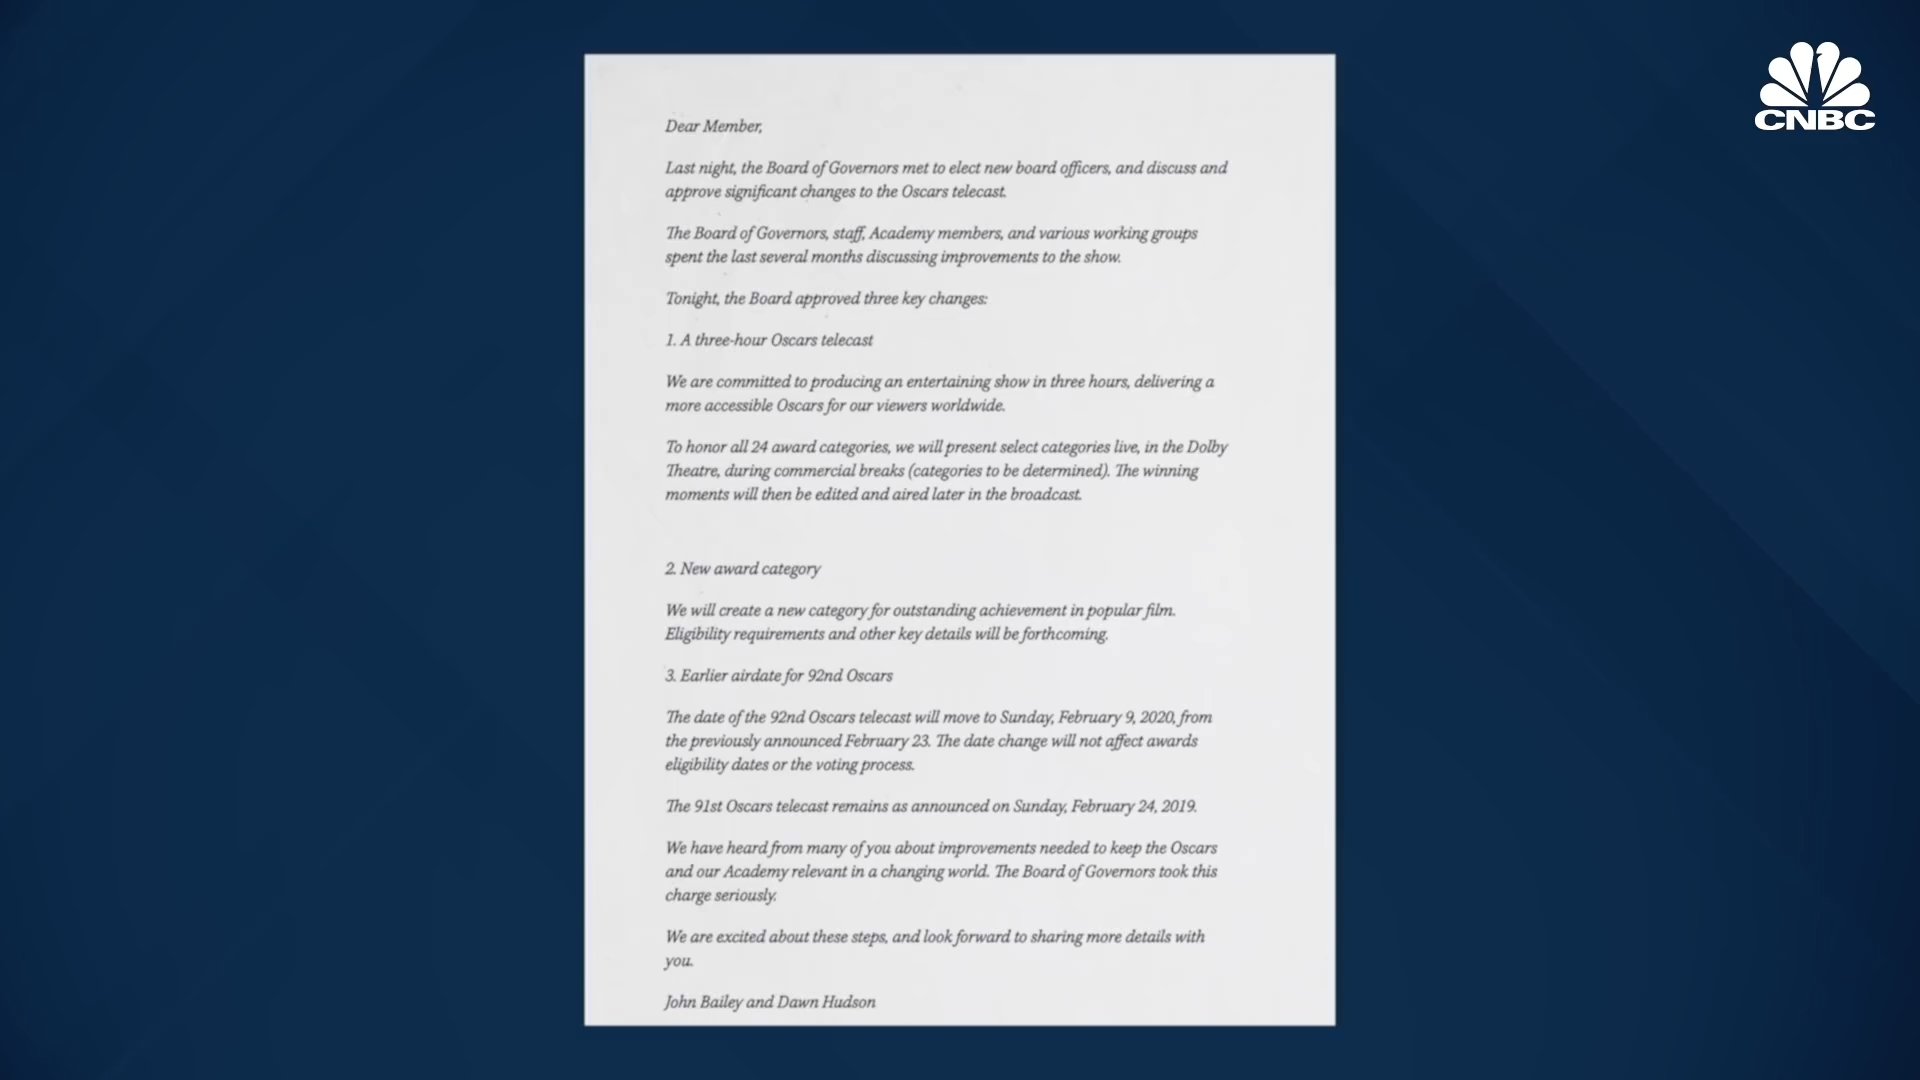 CNBC
Dear Member,
Last night, the Board of Governors met to elect new board officers, and discuss and
approve significant changes to the Oscars telecast.
The Board of Governors, staff, Academy members, and various working groups
spent the last several months discussing improvements to the show.
Tonight, the Board approved three key changes:
1. A three-hour Oscars telecast
We are committed to producing an entertaining show in three hours, delivering a
more accessible Oscars for our viewers worldwide.
To honor all 24 award categories, we will present select categories live, in the Dolby
Theatre, during commercial breaks (categories to be determined). The winning
moments will then be edited and aired later in the broadcast.
2. New award category
We will create a new category for outstanding achievement in popular film.
Eligibility requirements and other key details will be forthcoming.
3. Earlier airdate for 92nd Oscars
The date of the 92nd Oscars telecast will move to Sunday, February 9, 2020, from
the previously announced February 23. The date change will not affect awards
eligibility dates or the voting process.
The 91st Oscars telecast remains as announced on Sunday, February 24, 2019.
We have heard from many of you about improvements needed to keep the Oscars
and our Academy relevant in a changing world. The Board of Governors took this
charge seriously.
We are excited about these steps, and look forward to sharing more details with
you.
John Bailey and Dawn Hudson